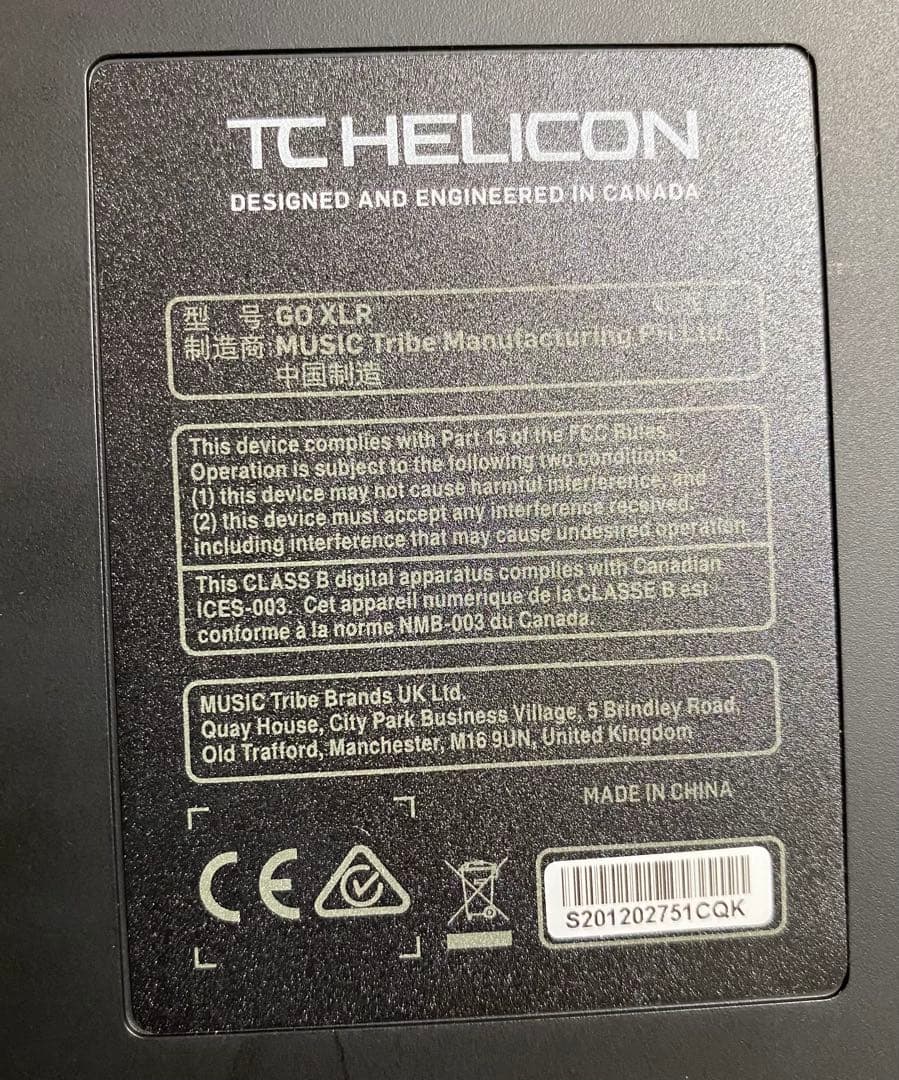 TC HELICON
DESIGNED AND ENGINEERED IN CANADA
型 号 GO XLR
制造商 MUSIC Tribe Manufacturing Pl. Ltd.
中国制造
This device complies with Part 15 of the FCC Rules.
Operation is subject to the following two conditions:
(1) this device may not cause harmful interference, and
(2) this device must accept any interference received,
including interference that may cause undesired operation
This CLASS B digital apparatus complies with Canadian
ICES-003. Cet appareil numérique de la CLASSE B est
conforme à la norme NMB-003 du Canada.
MUSIC Tribe Brands UK Ltd.
Quay House, City Park Business Village, 5 Brindley Road,
Old Trafford, Manchester, M16 9UN, United Kingdom
MADE IN CHINA
CE
S201202751CQK